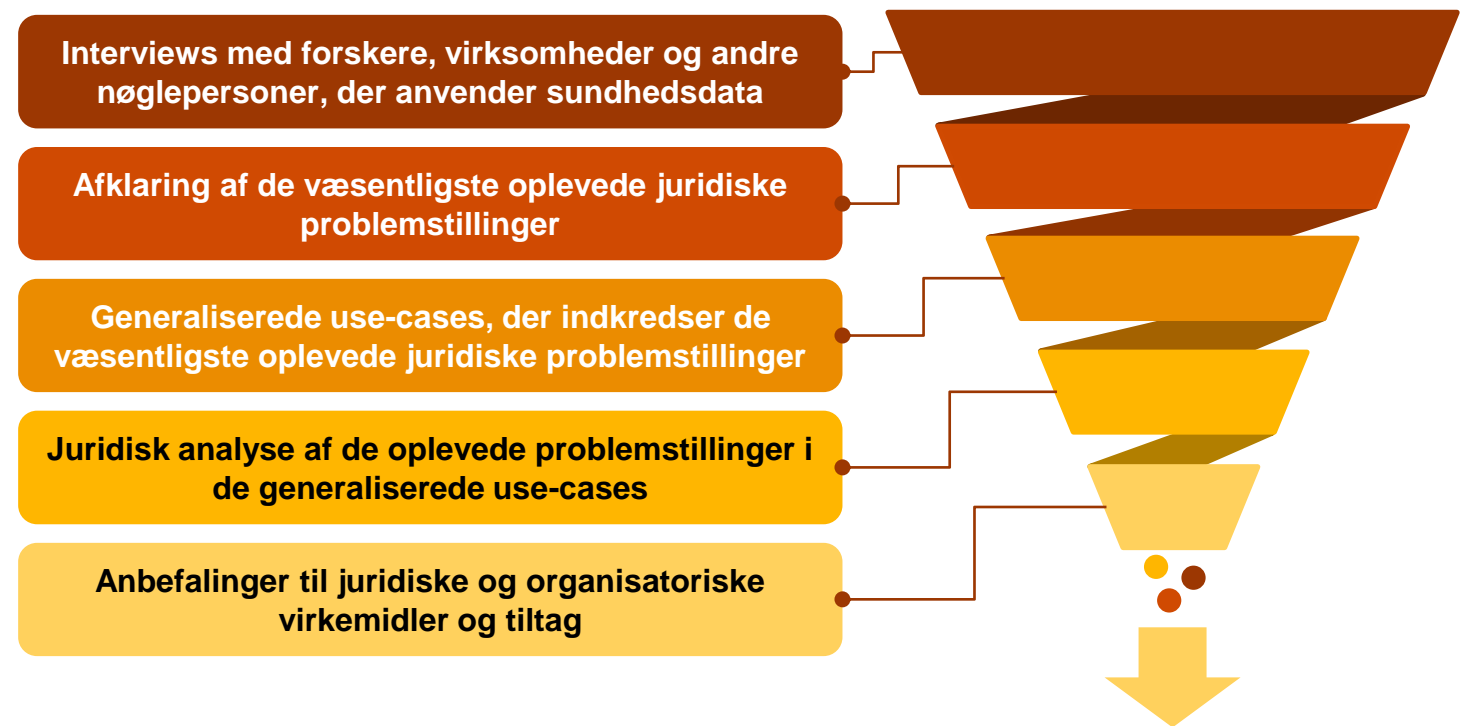 Interviews med forskere, virksomheder og andre
nøglepersoner, der anvender sundhedsdata
Afklaring af de væsentligste oplevede juridiske
problemstillinger
Generaliserede use-cases, der indkredser de
væsentligste oplevede juridiske problemstillinger
Juridisk analyse af de oplevede problemstillinger i
de generaliserede use-cases
Anbefalinger til juridiske og organisatoriske
virkemidler og tiltag